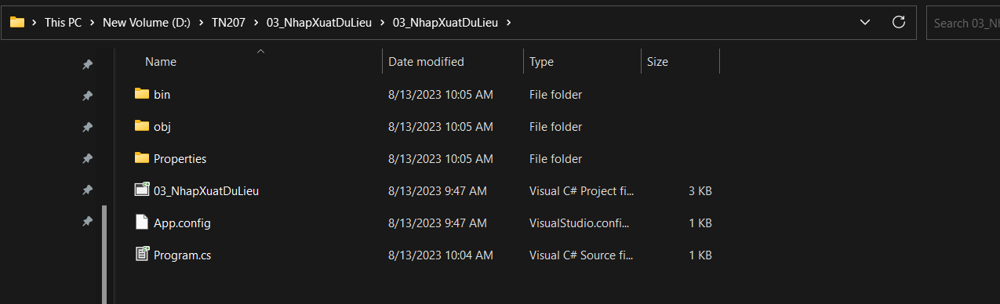 This PC > New Volume (D:) > TN207 > 03_NhapXuatDuLieu > 03_NhapXuatDuLieu >
Search 03_Nh
Name Date modified Type Size
bin 8/13/2023 10:05 AM File folder
obj 8/13/2023 10:05 AM File folder
Properties 8/13/2023 10:05 AM File folder
03_NhapXuatDuLieu 8/13/2023 9:47 AM Visual C# Project fi... 3 KB
App.config 8/13/2023 9:47 AM VisualStudio.confi... 1 KB
Program.cs 8/13/2023 10:04 AM Visual C# Source fi... 1 KB